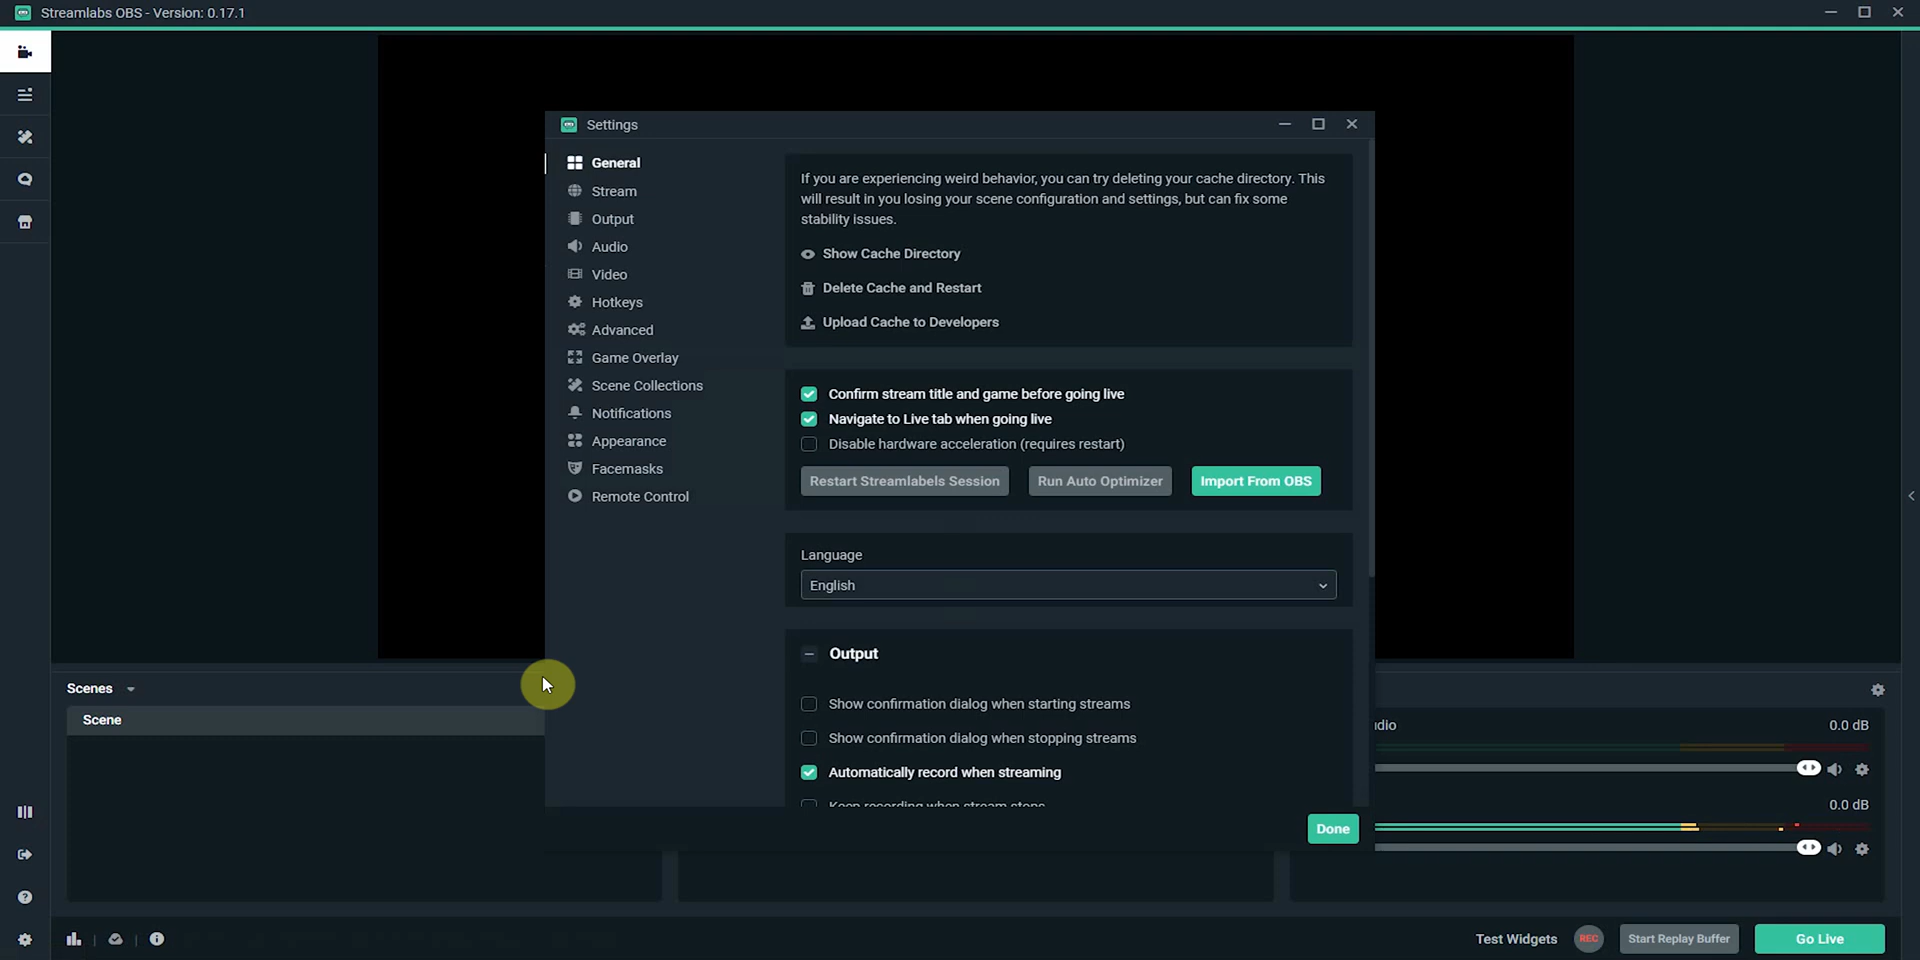 Streamlabs OBS - Version: 0.17.1
Settings
General
Stream
Output
Audio
Video
Hotkeys
Advanced
Game Overlay
Scene Collections
Notifications
Appearance
Facemasks
Remote Control
If you are experiencing weird behavior, you can try deleting your cache directory. This
will result in you losing your scene configuration and settings, but can fix some
stability issues.
Show Cache Directory
Delete Cache and Restart
Upload Cache to Developers
Confirm stream title and game before going live
Navigate to Live tab when going live
Disable hardware acceleration (requires restart)
Restart Streamlabels Session
Run Auto Optimizer
Import From OBS
Language
English
Output
Show confirmation dialog when starting streams
Show confirmation dialog when stopping streams
Automatically record when streaming
Keep recording when stream stops
Done
Scenes
Scene
dio
0.0 dB
0.0 dB
Test Widgets
REC
Start Replay Buffer
Go Live